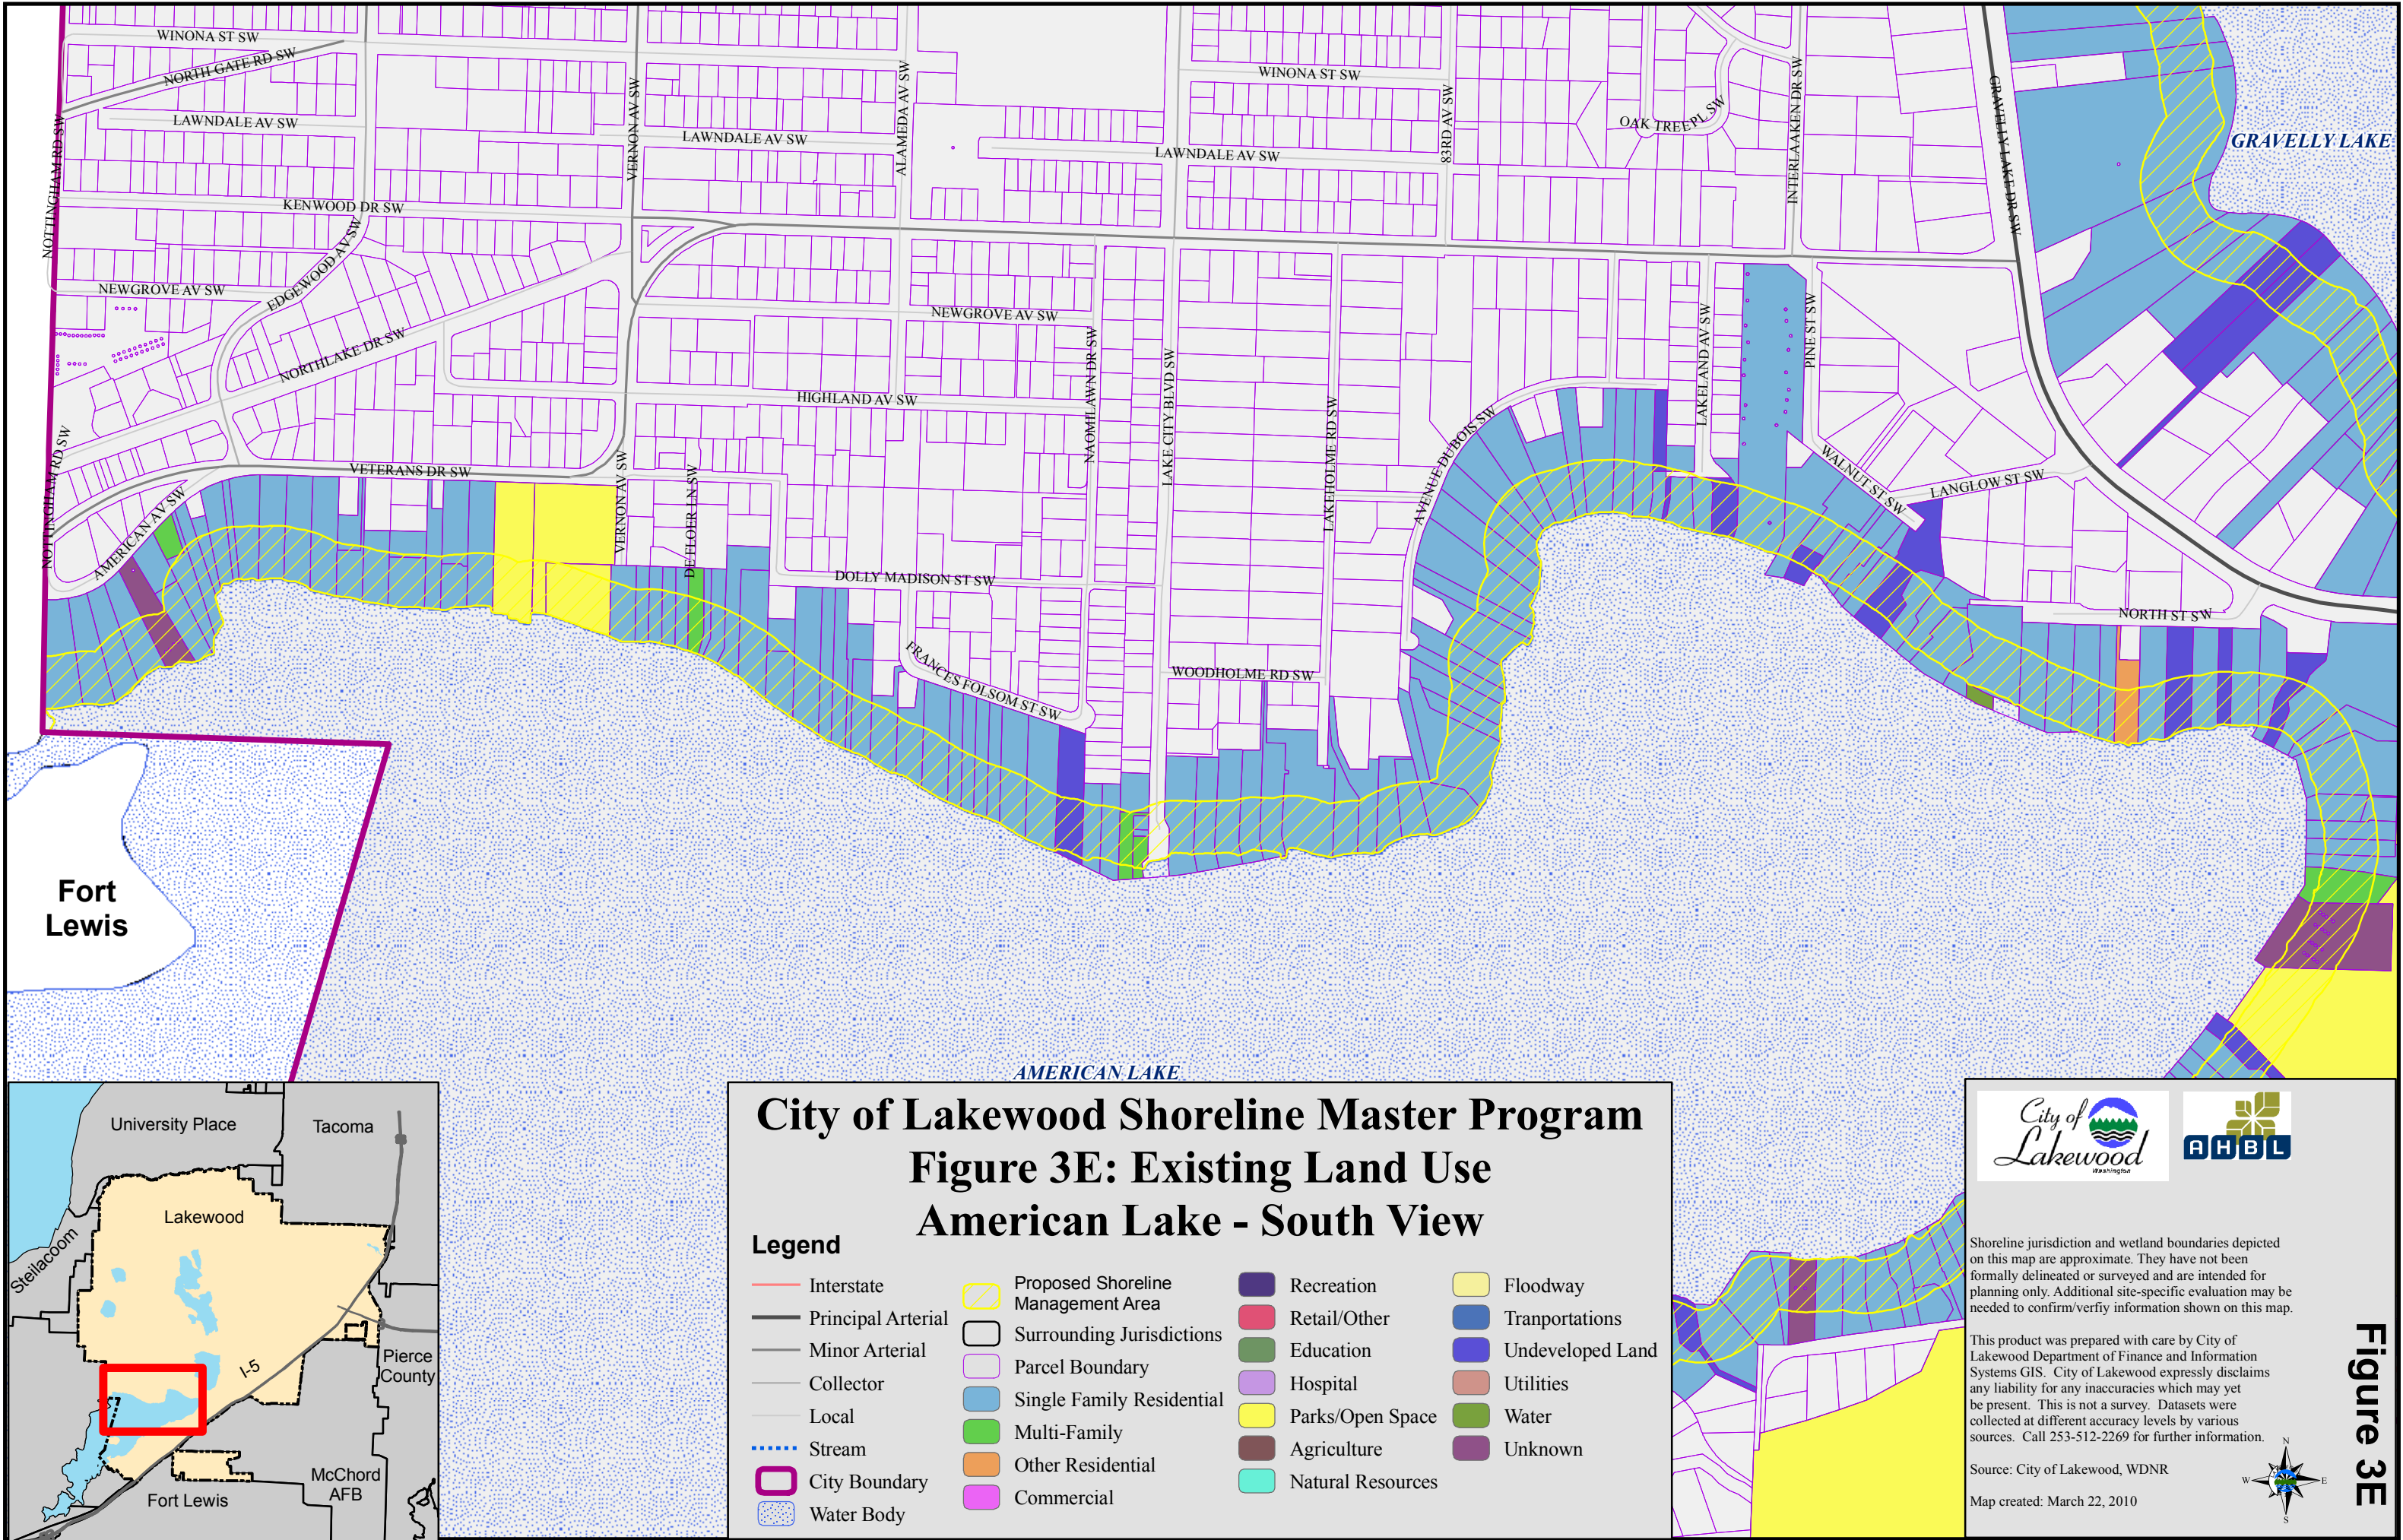 WINONA ST SW
NORTH GATE RD SW
LAWNDALE AV SW
NOTTINGHAM RD SW
KENWOOD DR SW
EDGEWOOD AV SW
NEWGROVE AV SW
NORTHLAKE DR SW
NOTTINGHAM RD SW
AMERICAN AV SW
VETERANS DR SW
VERNON AV SW
LAWNDALE AV SW
ALAMEDA AV SW
WINONA ST SW
LAWNDALE AV SW
83RD AV SW
OAK TREE PL SW
INTERLAAKEN DR SW
GRAVELLY LAKE DR SW
GRAVELLY LAKE
NEWGROVE AV SW
HIGHLAND AV SW
NAOMILAWN DR SW
LAKE CITY BLVD SW
LAKEHOLME RD SW
AVENUE DUBOIS SW
LAKELAND AV SW
PINE ST SW
WALNUT ST SW
LANGLOW ST SW
NORTH ST SW
VERNON AV SW
DEFLOER LN SW
DOLLY MADISON ST SW
FRANCES FOLSOM ST SW
WOODHOLME RD SW
Fort
Lewis
AMERICAN LAKE
University Place
Tacoma
Lakewood
Steilacoom
I-5
Pierce
County
McChord
AFB
Fort Lewis
City of Lakewood Shoreline Master Program
Figure 3E: Existing Land Use
American Lake - South View
Legend
Interstate
Principal Arterial
Minor Arterial
Collector
Local
Stream
City Boundary
Water Body
Proposed Shoreline
Management Area
Surrounding Jurisdictions
Parcel Boundary
Single Family Residential
Multi-Family
Other Residential
Commercial
Recreation
Retail/Other
Education
Hospital
Parks/Open Space
Agriculture
Natural Resources
Floodway
Tranportations
Undeveloped Land
Utilities
Water
Unknown
City of
Lakewood
Washington
AHBL
Shoreline jurisdiction and wetland boundaries depicted
on this map are approximate. They have not been
formally delineated or surveyed and are intended for
planning only. Additional site-specific evaluation may be
needed to confirm/verfiy information shown on this map.
This product was prepared with care by City of
Lakewood Department of Finance and Information
Systems GIS. City of Lakewood expressly disclaims
any liability for any inaccuracies which may yet
be present. This is not a survey. Datasets were
collected at different accuracy levels by various
sources. Call 253-512-2269 for further information.
Source: City of Lakewood, WDNR
Map created: March 22, 2010
N
W
E
S
Figure 3E